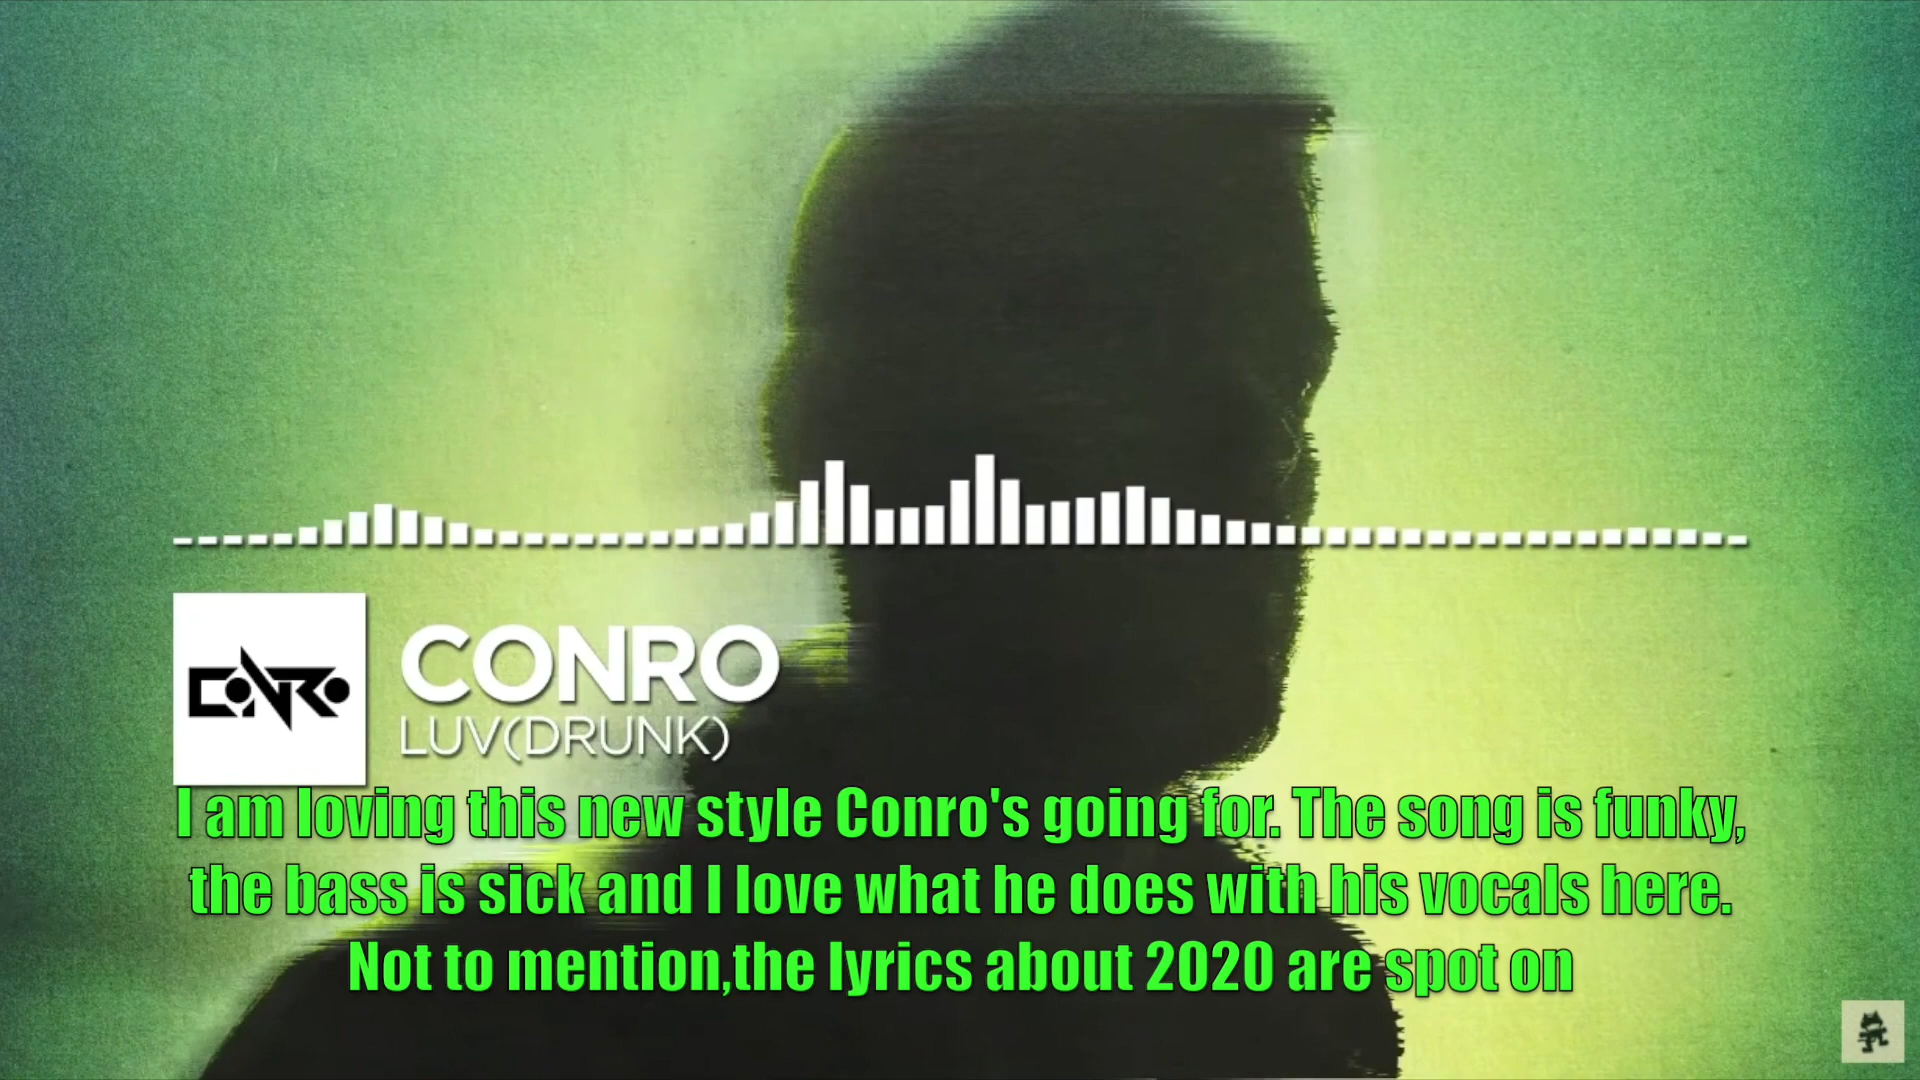 CONRO
CONRO
LUV(DRUNK)
I am loving this new style Conro's going for. The song is funky,
the bass is sick and I love what he does with his vocals here.
Not to mention,the lyrics about 2020 are spot on